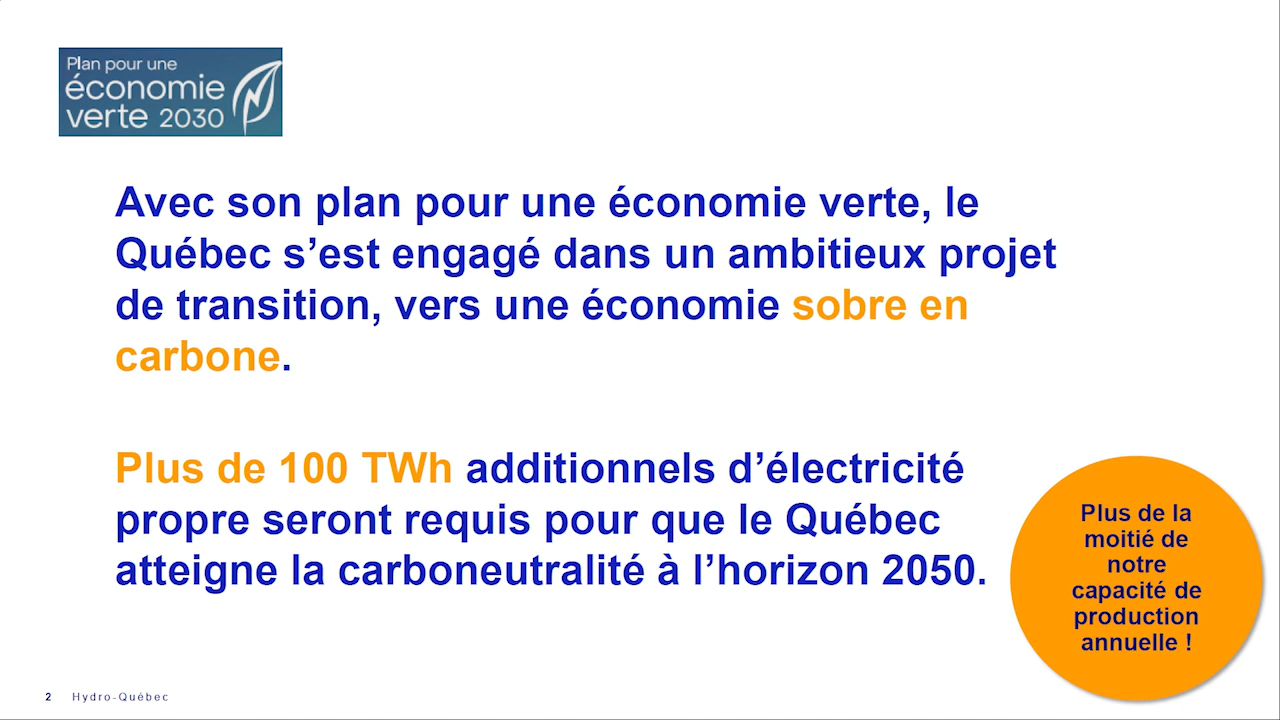 Plan pour une
économie
verte 2030
Avec son plan pour une économie verte, le
Québec s’est engagé dans un ambitieux projet
de transition, vers une économie sobre en
carbone.
Plus de 100 TWh additionnels d’électricité
propre seront requis pour que le Québec
atteigne la carboneutralité à l’horizon 2050.
Plus de la
moitié de
notre
capacité de
production
annuelle !
2 Hydro-Québec